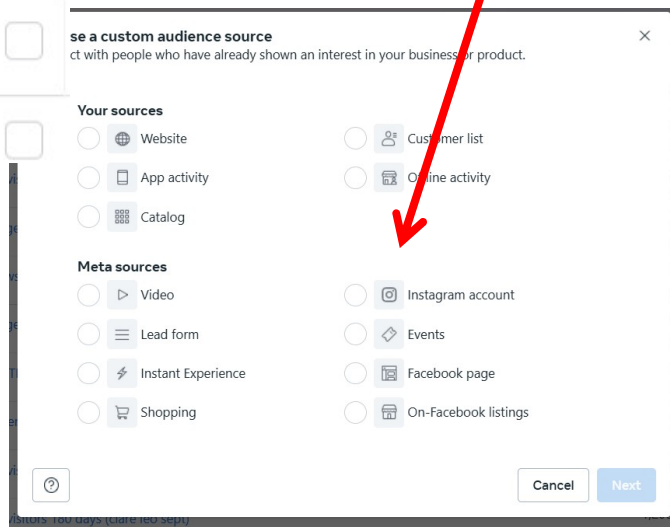 se a custom audience source
ct with people who have already shown an interest in your business or product.
Your sources
Website
Customer list
App activity
Offline activity
Catalog
Meta sources
Video
Instagram account
Lead form
Events
Instant Experience
Facebook page
Shopping
On-Facebook listings
Cancel
Next
visitors 180 days (clare leo sept)